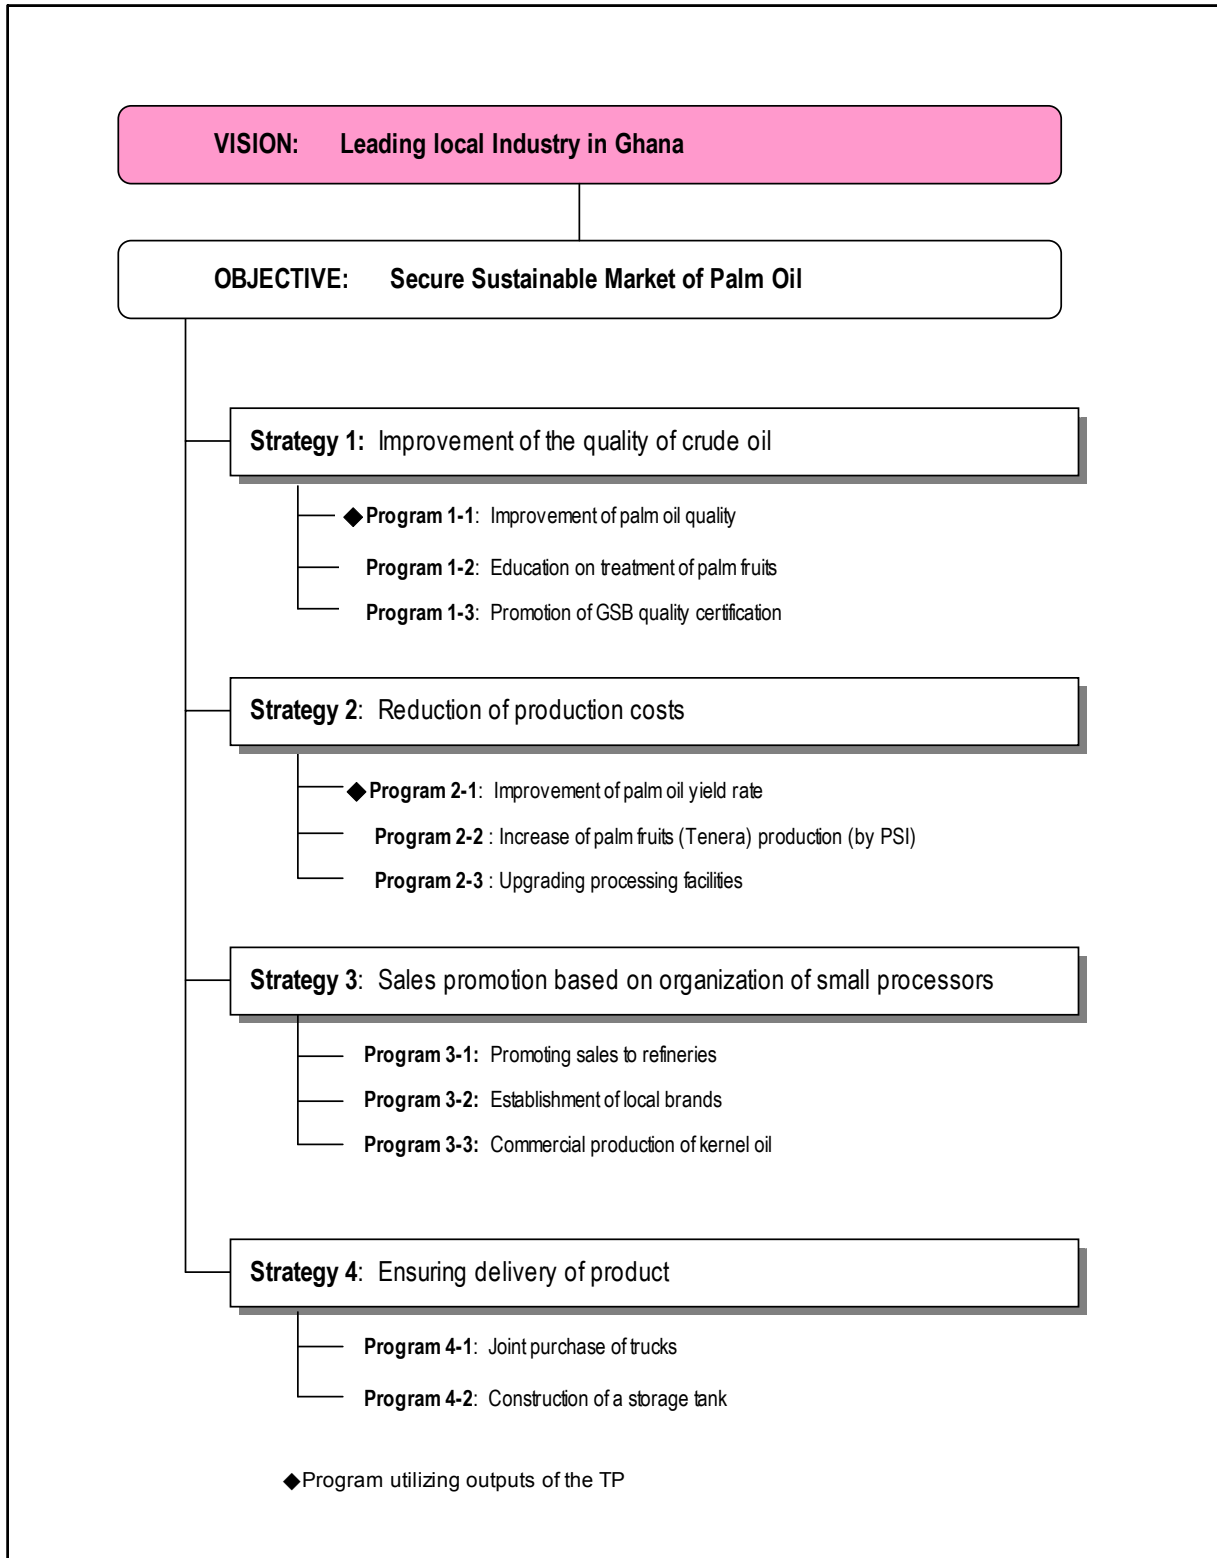 VISION: Leading local Industry in Ghana
OBJECTIVE: Secure Sustainable Market of Palm Oil
Strategy 1: Improvement of the quality of crude oil
◆Program 1-1: Improvement of palm oil quality
Program 1-2: Education on treatment of palm fruits
Program 1-3: Promotion of GSB quality certification
Strategy 2: Reduction of production costs
◆Program 2-1: Improvement of palm oil yield rate
Program 2-2 : Increase of palm fruits (Tenera) production (by PSI)
Program 2-3 : Upgrading processing facilities
Strategy 3: Sales promotion based on organization of small processors
Program 3-1: Promoting sales to refineries
Program 3-2: Establishment of local brands
Program 3-3: Commercial production of kernel oil
Strategy 4: Ensuring delivery of product
Program 4-1: Joint purchase of trucks
Program 4-2: Construction of a storage tank
◆Program utilizing outputs of the TP